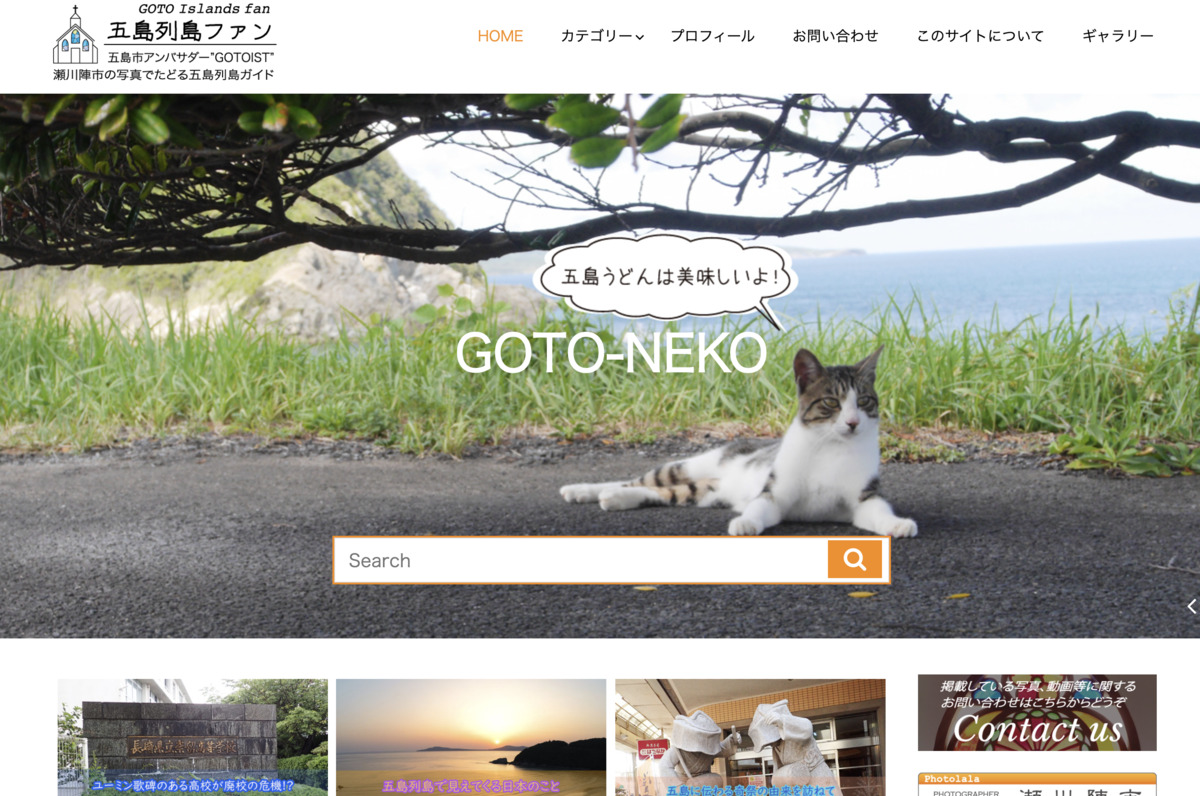 GOTO Islands fan
五島列島ファン
五島市アンバサダー"GOTOIST"
瀬川陣市の写真でたどる五島列島ガイド
HOME
カテゴリー
プロフィール
お問い合わせ
このサイトについて
ギャラリー
五島うどんは美味しいよ!
GOTO-NEKO
Search
ユーミン歌碑のある高校が廃校の危機!?
五島列島で見えてくる日本のこと
五島に伝わる奇祭の由来を訪ねて
掲載している写真、動画等に関する
お問い合わせはこちらからどうぞ
Contact us
Photolala
PHOTOGRAPHER